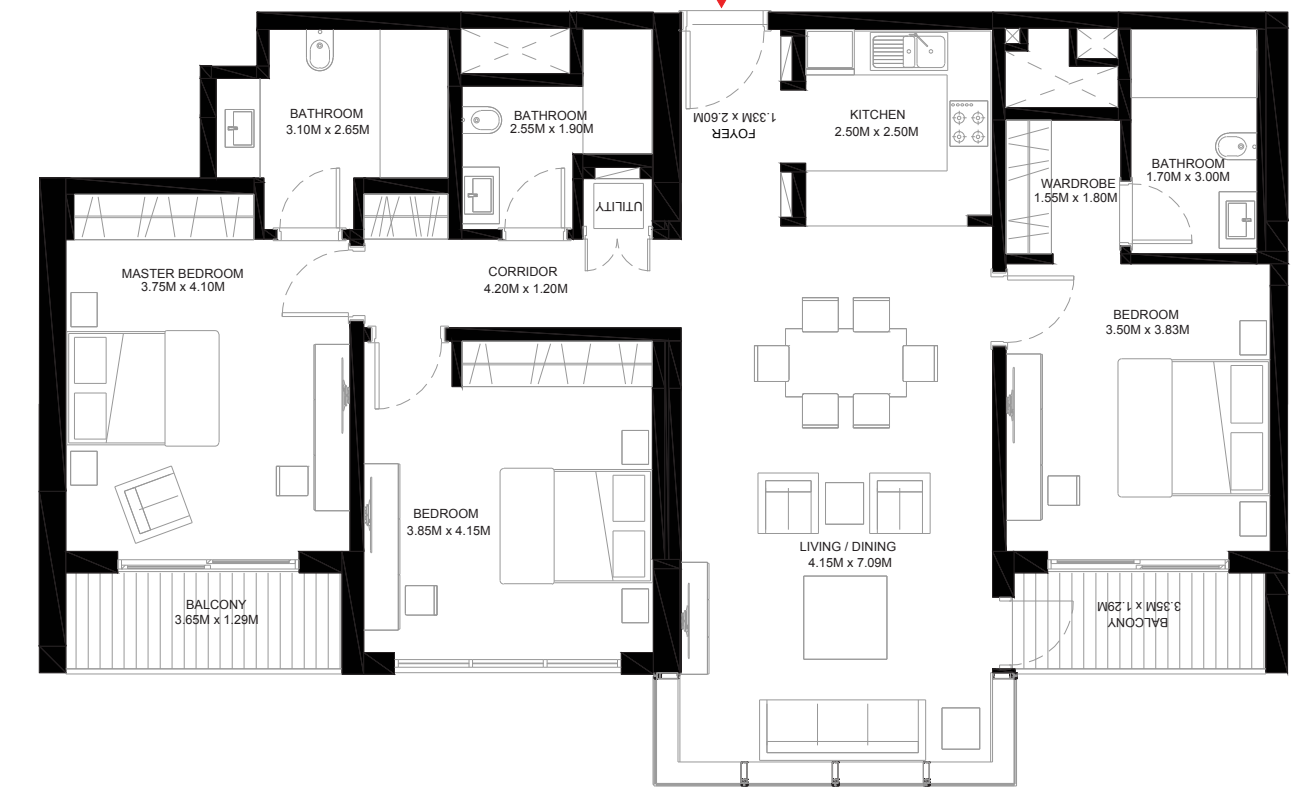 BATHROOM
3.10M x 2.65M
BATHROOM
2.55M x 1.90M
FOYER
1.33M x 2.60M
KITCHEN
2.50M x 2.50M
BATHROOM
1.70M x 3.00M
WARDROBE
1.55M x 1.80M
UTILITY
MASTER BEDROOM
3.75M x 4.10M
CORRIDOR
4.20M x 1.20M
BEDROOM
3.50M x 3.83M
BEDROOM
3.85M x 4.15M
LIVING / DINING
4.15M x 7.09M
BALCONY
3.65M x 1.29M
BALCONY
3.35M x 1.29M